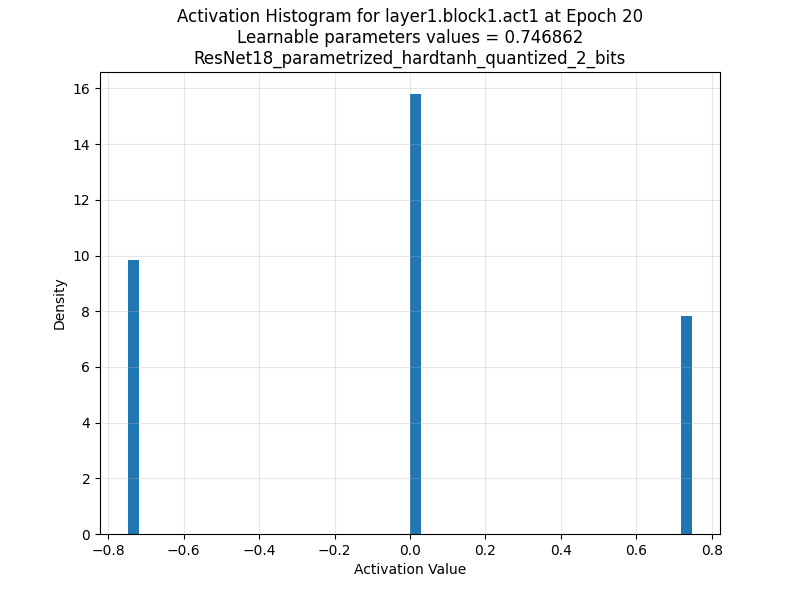 Activation Histogram for layer1.block1.act1 at Epoch 20
Learnable parameters values = 0.746862
ResNet18_parametrized_hardtanh_quantized_2_bits
16
14
12
10
8
6
4
2
0
Density
−0.8 −0.6 −0.4 −0.2 0.0 0.2 0.4 0.6 0.8
Activation Value